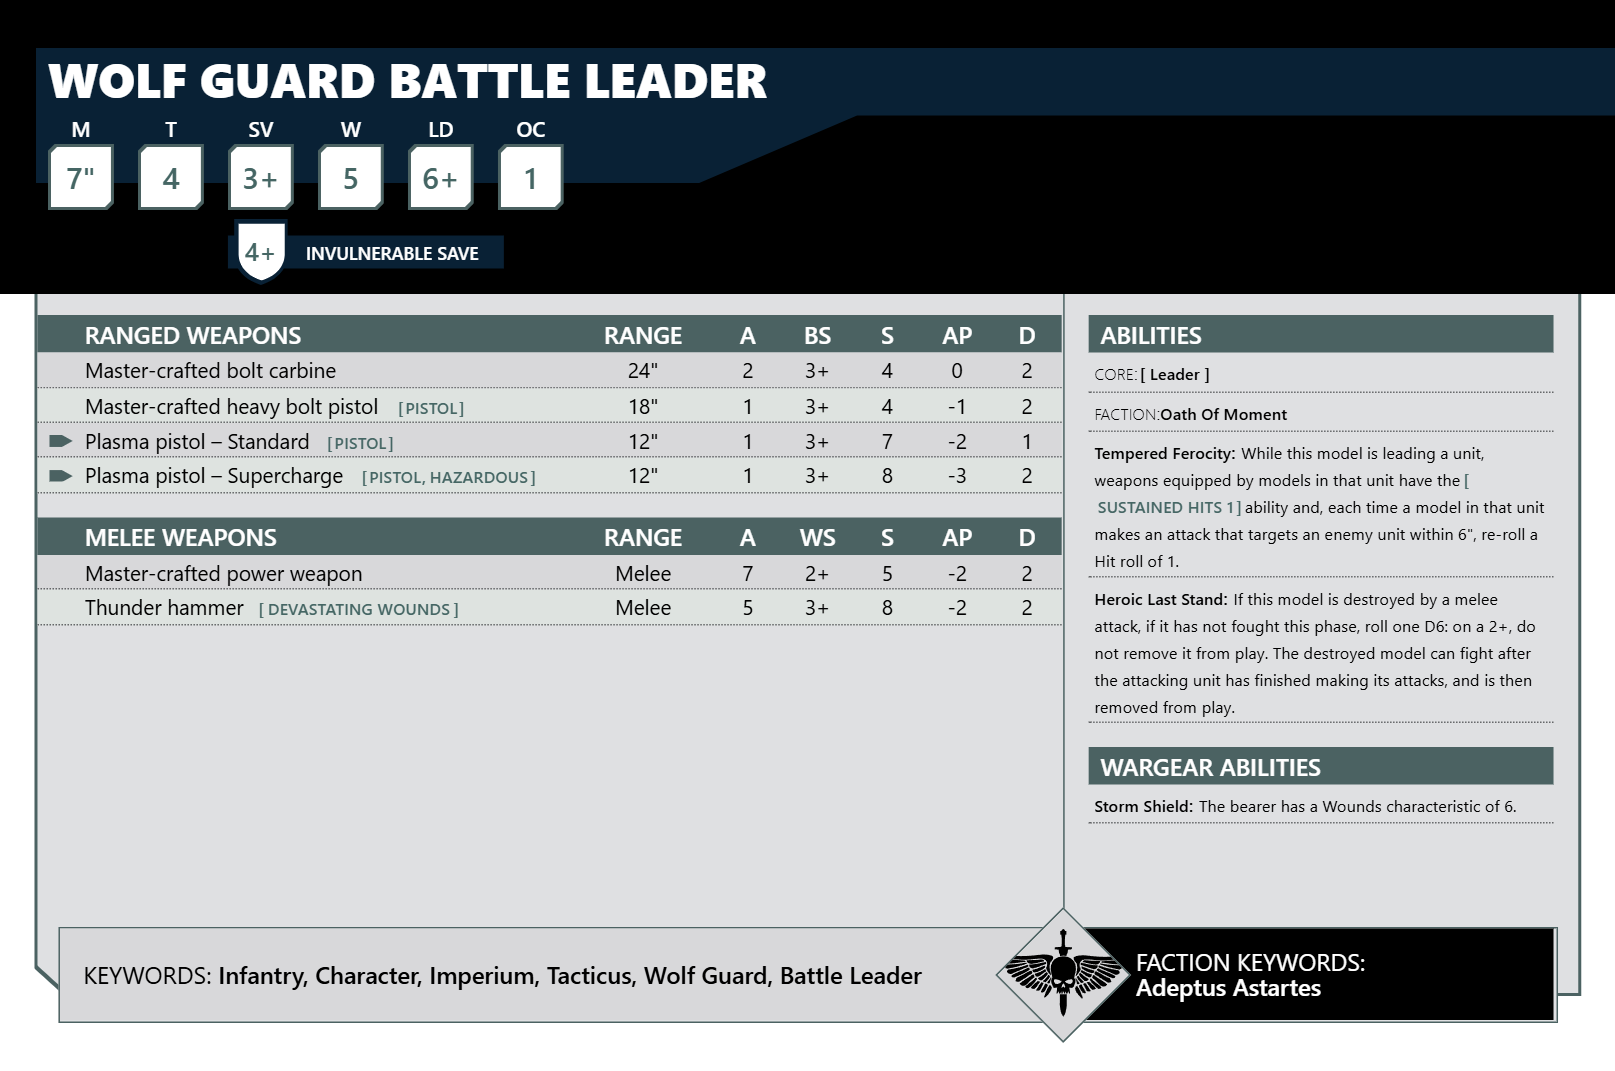 WOLF GUARD BATTLE LEADER
M T SV W LD OC
7" 4 3+ 5 6+ 1
4+ INVULNERABLE SAVE
RANGED WEAPONS RANGE A BS S AP D
Master-crafted bolt carbine 24" 2 3+ 4 0 2
Master-crafted heavy bolt pistol [PISTOL] 18" 1 3+ 4 -1 2
Plasma pistol – Standard [PISTOL] 12" 1 3+ 7 -2 1
Plasma pistol – Supercharge [PISTOL, HAZARDOUS] 12" 1 3+ 8 -3 2
MELEE WEAPONS RANGE A WS S AP D
Master-crafted power weapon Melee 7 2+ 5 -2 2
Thunder hammer [ DEVASTATING WOUNDS ] Melee 5 3+ 8 -2 2
ABILITIES
CORE: [ Leader ]
FACTION:Oath Of Moment
Tempered Ferocity: While this model is leading a unit,
weapons equipped by models in that unit have the [
SUSTAINED HITS 1] ability and, each time a model in that unit
makes an attack that targets an enemy unit within 6", re-roll a
Hit roll of 1.
Heroic Last Stand: If this model is destroyed by a melee
attack, if it has not fought this phase, roll one D6: on a 2+, do
not remove it from play. The destroyed model can fight after
the attacking unit has finished making its attacks, and is then
removed from play.
WARGEAR ABILITIES
Storm Shield: The bearer has a Wounds characteristic of 6.
KEYWORDS: Infantry, Character, Imperium, Tacticus, Wolf Guard, Battle Leader
FACTION KEYWORDS:
Adeptus Astartes